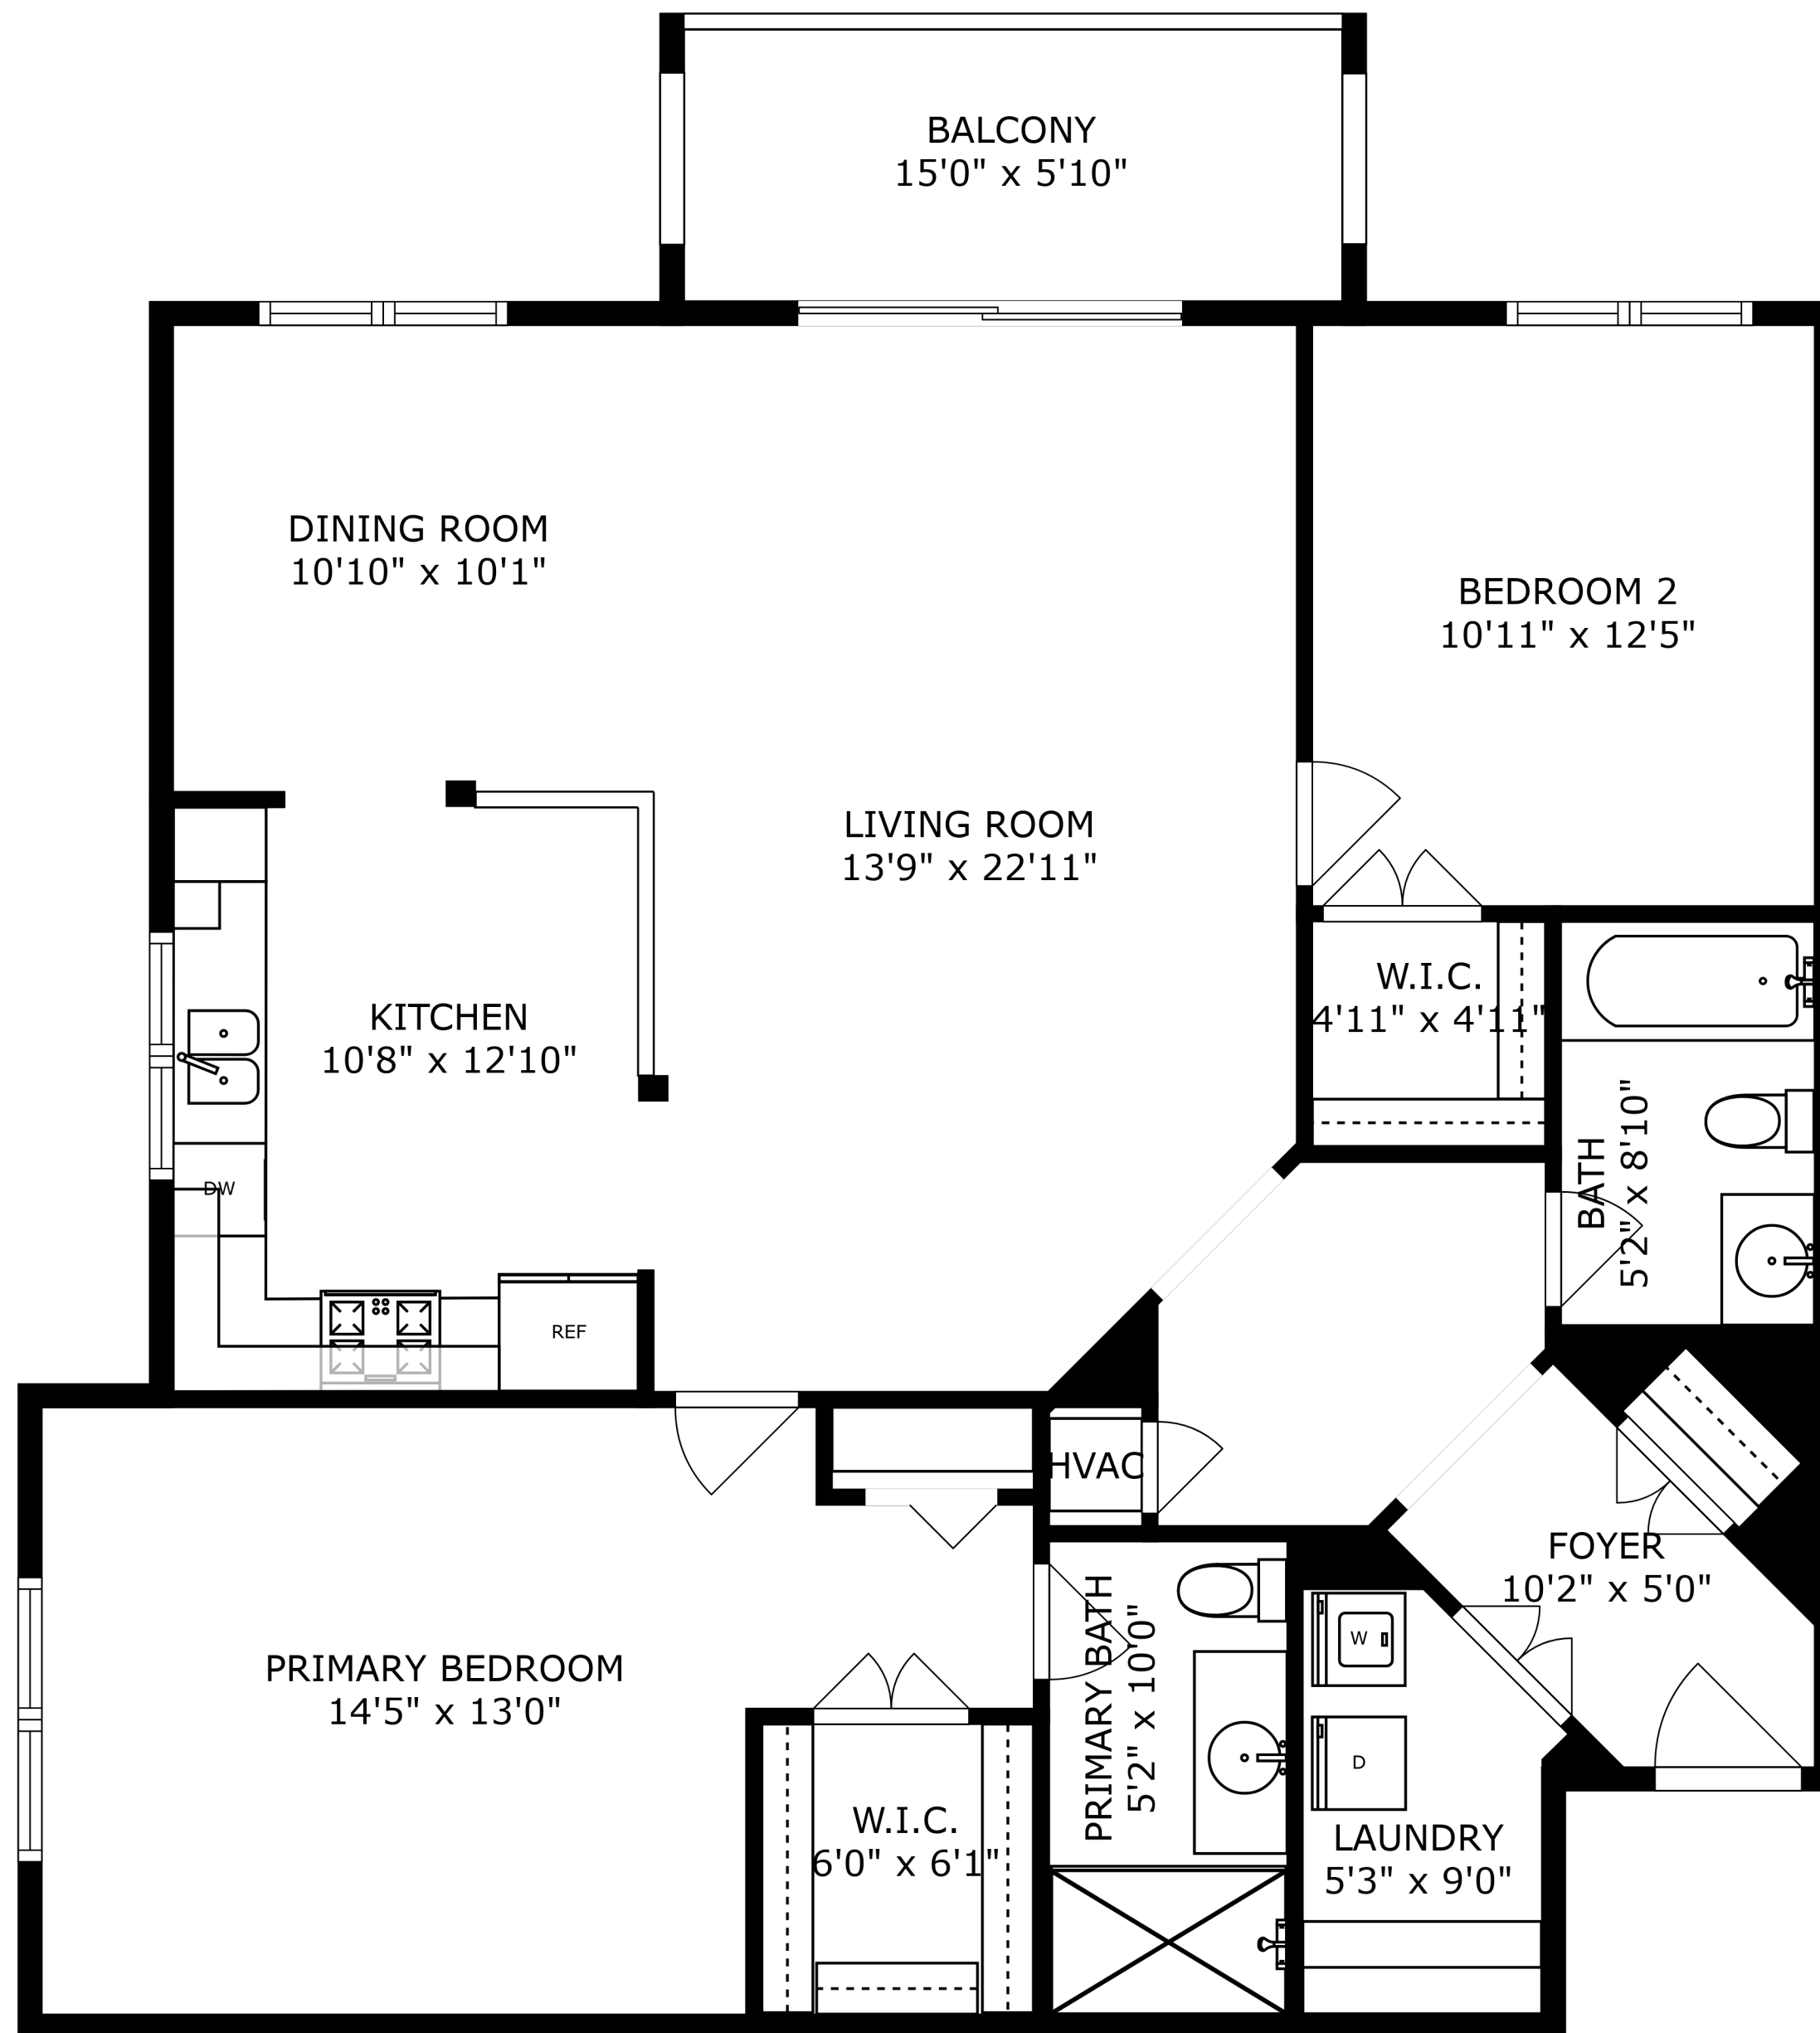 BALCONY
15'0" x 5'10"
DINING ROOM
10'10" x 10'1"
BEDROOM 2
10'11" x 12'5"
LIVING ROOM
13'9" x 22'11"
W.I.C.
4'11" x 4'11"
KITCHEN
10'8" x 12'10"
BATH
5'2" x 8'10"
DW
REF
HVAC
FOYER
10'2" x 5'0"
PRIMARY BEDROOM
14'5" x 13'0"
PRIMARY BATH
5'2" x 10'0"
W
D
W.I.C.
6'0" x 6'1"
LAUNDRY
5'3" x 9'0"